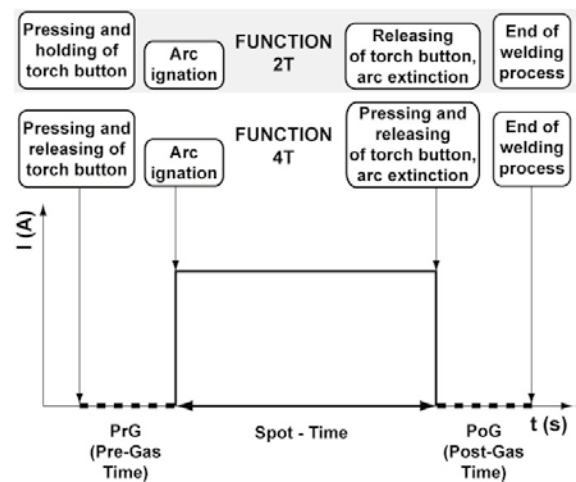 Pressing and
holding of
torch button
Arc
ignation
FUNCTION
2T
Releasing
of torch button,
arc extinction
End of
welding
process
Pressing and
releasing of
torch button
Arc
ignation
FUNCTION
4T
Pressing and
releasing
of torch button,
arc extinction
End of
welding
process
I (A)
t (s)
PrG
(Pre-Gas
Time)
Spot - Time
PoG
(Post-Gas
Time)